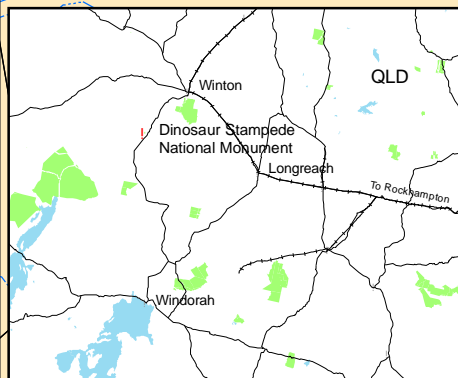 QLD
Winton
Dinosaur Stampede
National Monument
Longreach
To Rockhampton
Windorah